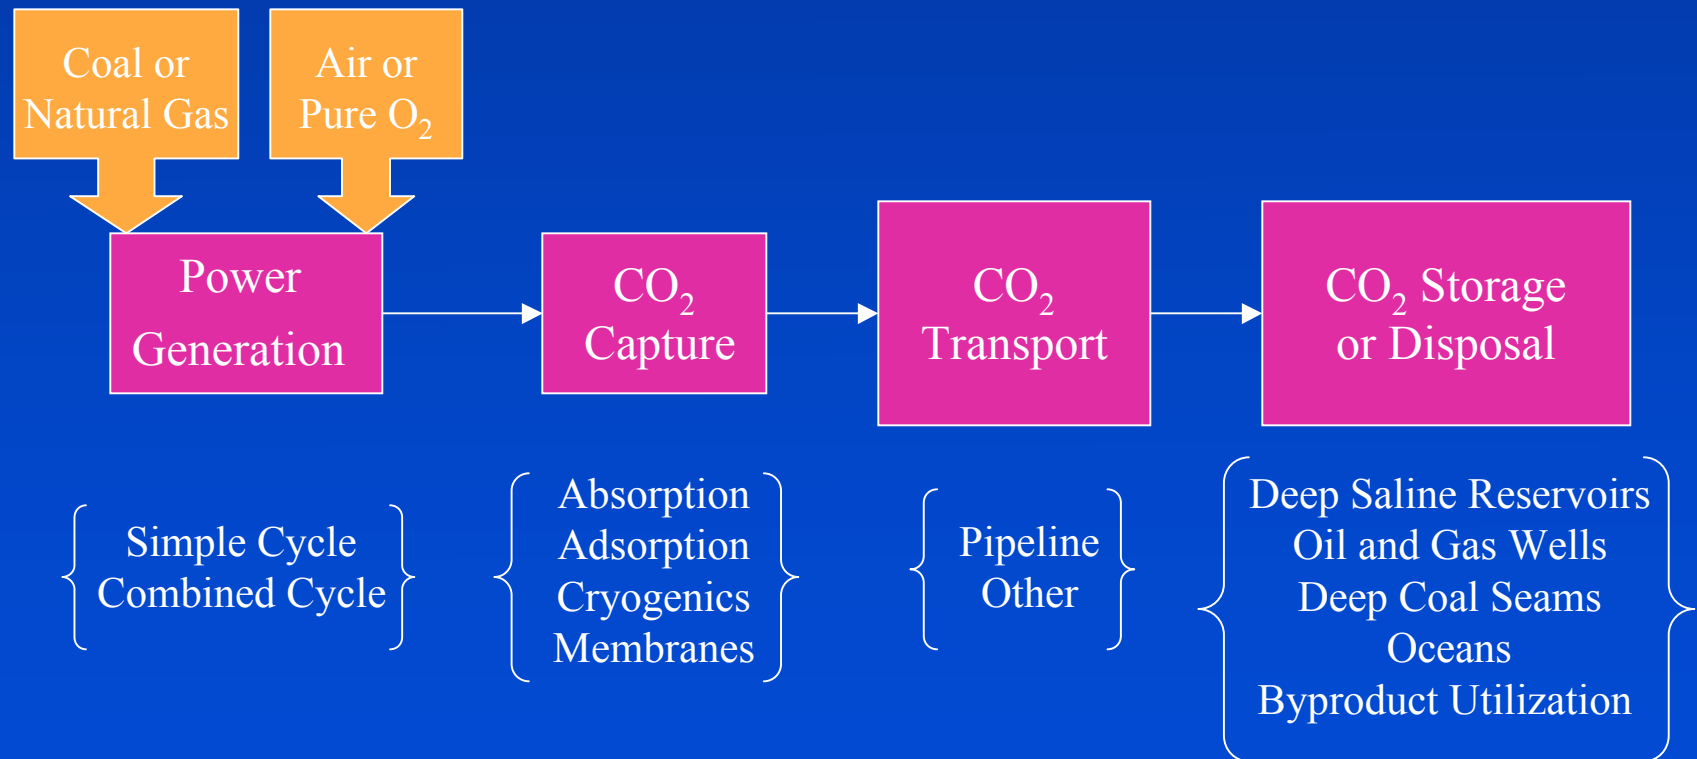 Coal or
Natural Gas
Air or
Pure O₂
Power
Generation
CO₂
Capture
CO₂
Transport
CO₂ Storage
or Disposal
Simple Cycle
Combined Cycle
Absorption
Adsorption
Cryogenics
Membranes
Pipeline
Other
Deep Saline Reservoirs
Oil and Gas Wells
Deep Coal Seams
Oceans
Byproduct Utilization